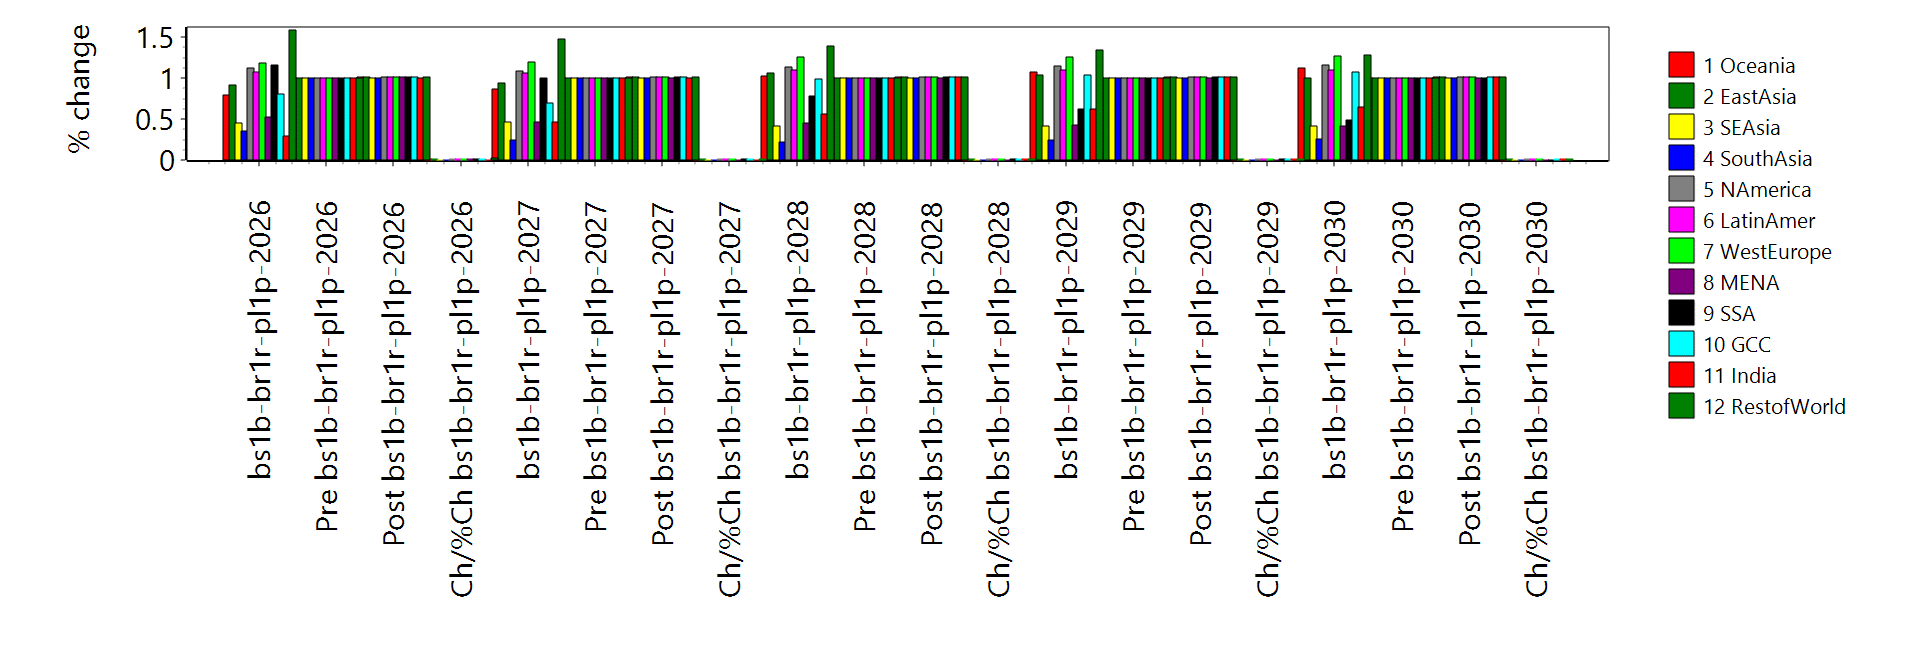 % change
1.5
1
0.5
0
bs1b-br1r-pl1p-2026
Pre bs1b-br1r-pl1p-2026
Post bs1b-br1r-pl1p-2026
Ch/%Ch bs1b-br1r-pl1p-2026
bs1b-br1r-pl1p-2027
Pre bs1b-br1r-pl1p-2027
Post bs1b-br1r-pl1p-2027
Ch/%Ch bs1b-br1r-pl1p-2027
bs1b-br1r-pl1p-2028
Pre bs1b-br1r-pl1p-2028
Post bs1b-br1r-pl1p-2028
Ch/%Ch bs1b-br1r-pl1p-2028
bs1b-br1r-pl1p-2029
Pre bs1b-br1r-pl1p-2029
Post bs1b-br1r-pl1p-2029
Ch/%Ch bs1b-br1r-pl1p-2029
bs1b-br1r-pl1p-2030
Pre bs1b-br1r-pl1p-2030
Post bs1b-br1r-pl1p-2030
Ch/%Ch bs1b-br1r-pl1p-2030
1 Oceania
2 EastAsia
3 SEAsia
4 SouthAsia
5 NAmerica
6 LatinAmer
7 WestEurope
8 MENA
9 SSA
10 GCC
11 India
12 RestofWorld